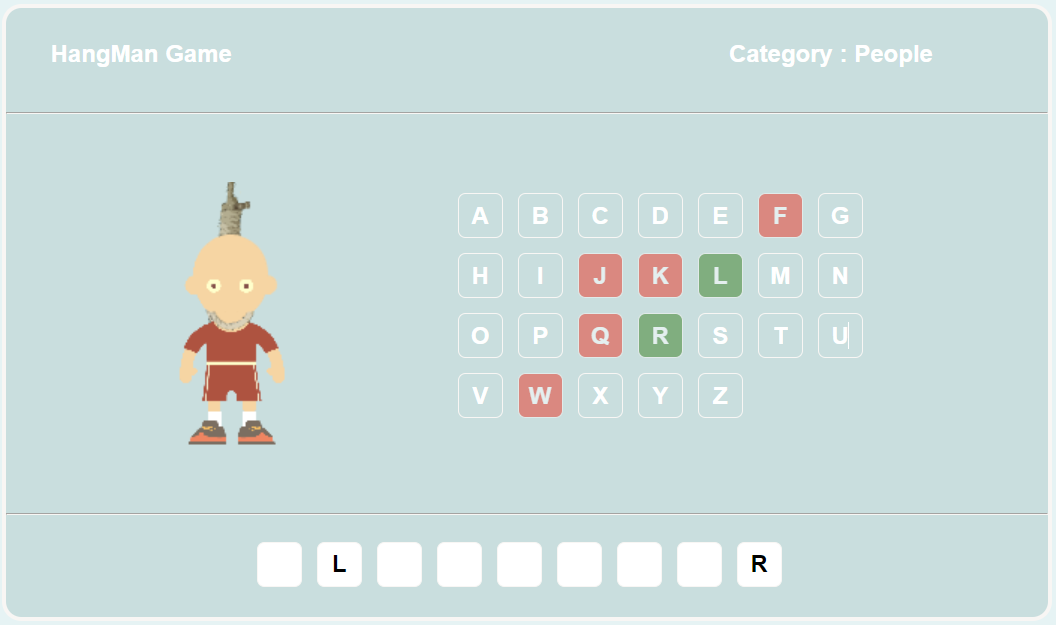 HangMan Game
Category : People
A B C D E F G
H I J K L M N
O P Q R S T U
V W X Y Z
L R